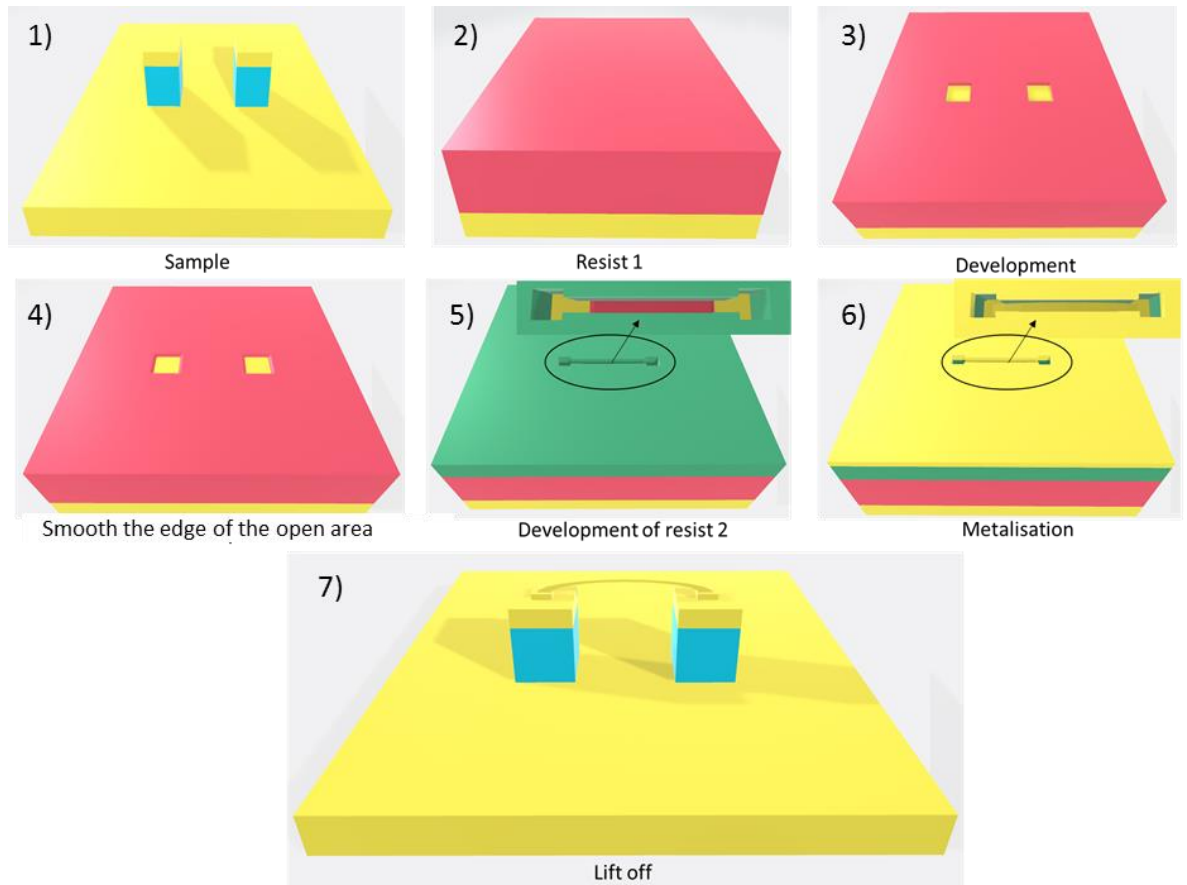 1)
2)
3)
Sample
Resist 1
Development
4)
5)
6)
Smooth the edge of the open area
Development of resist 2
Metalisation
7)
Lift off